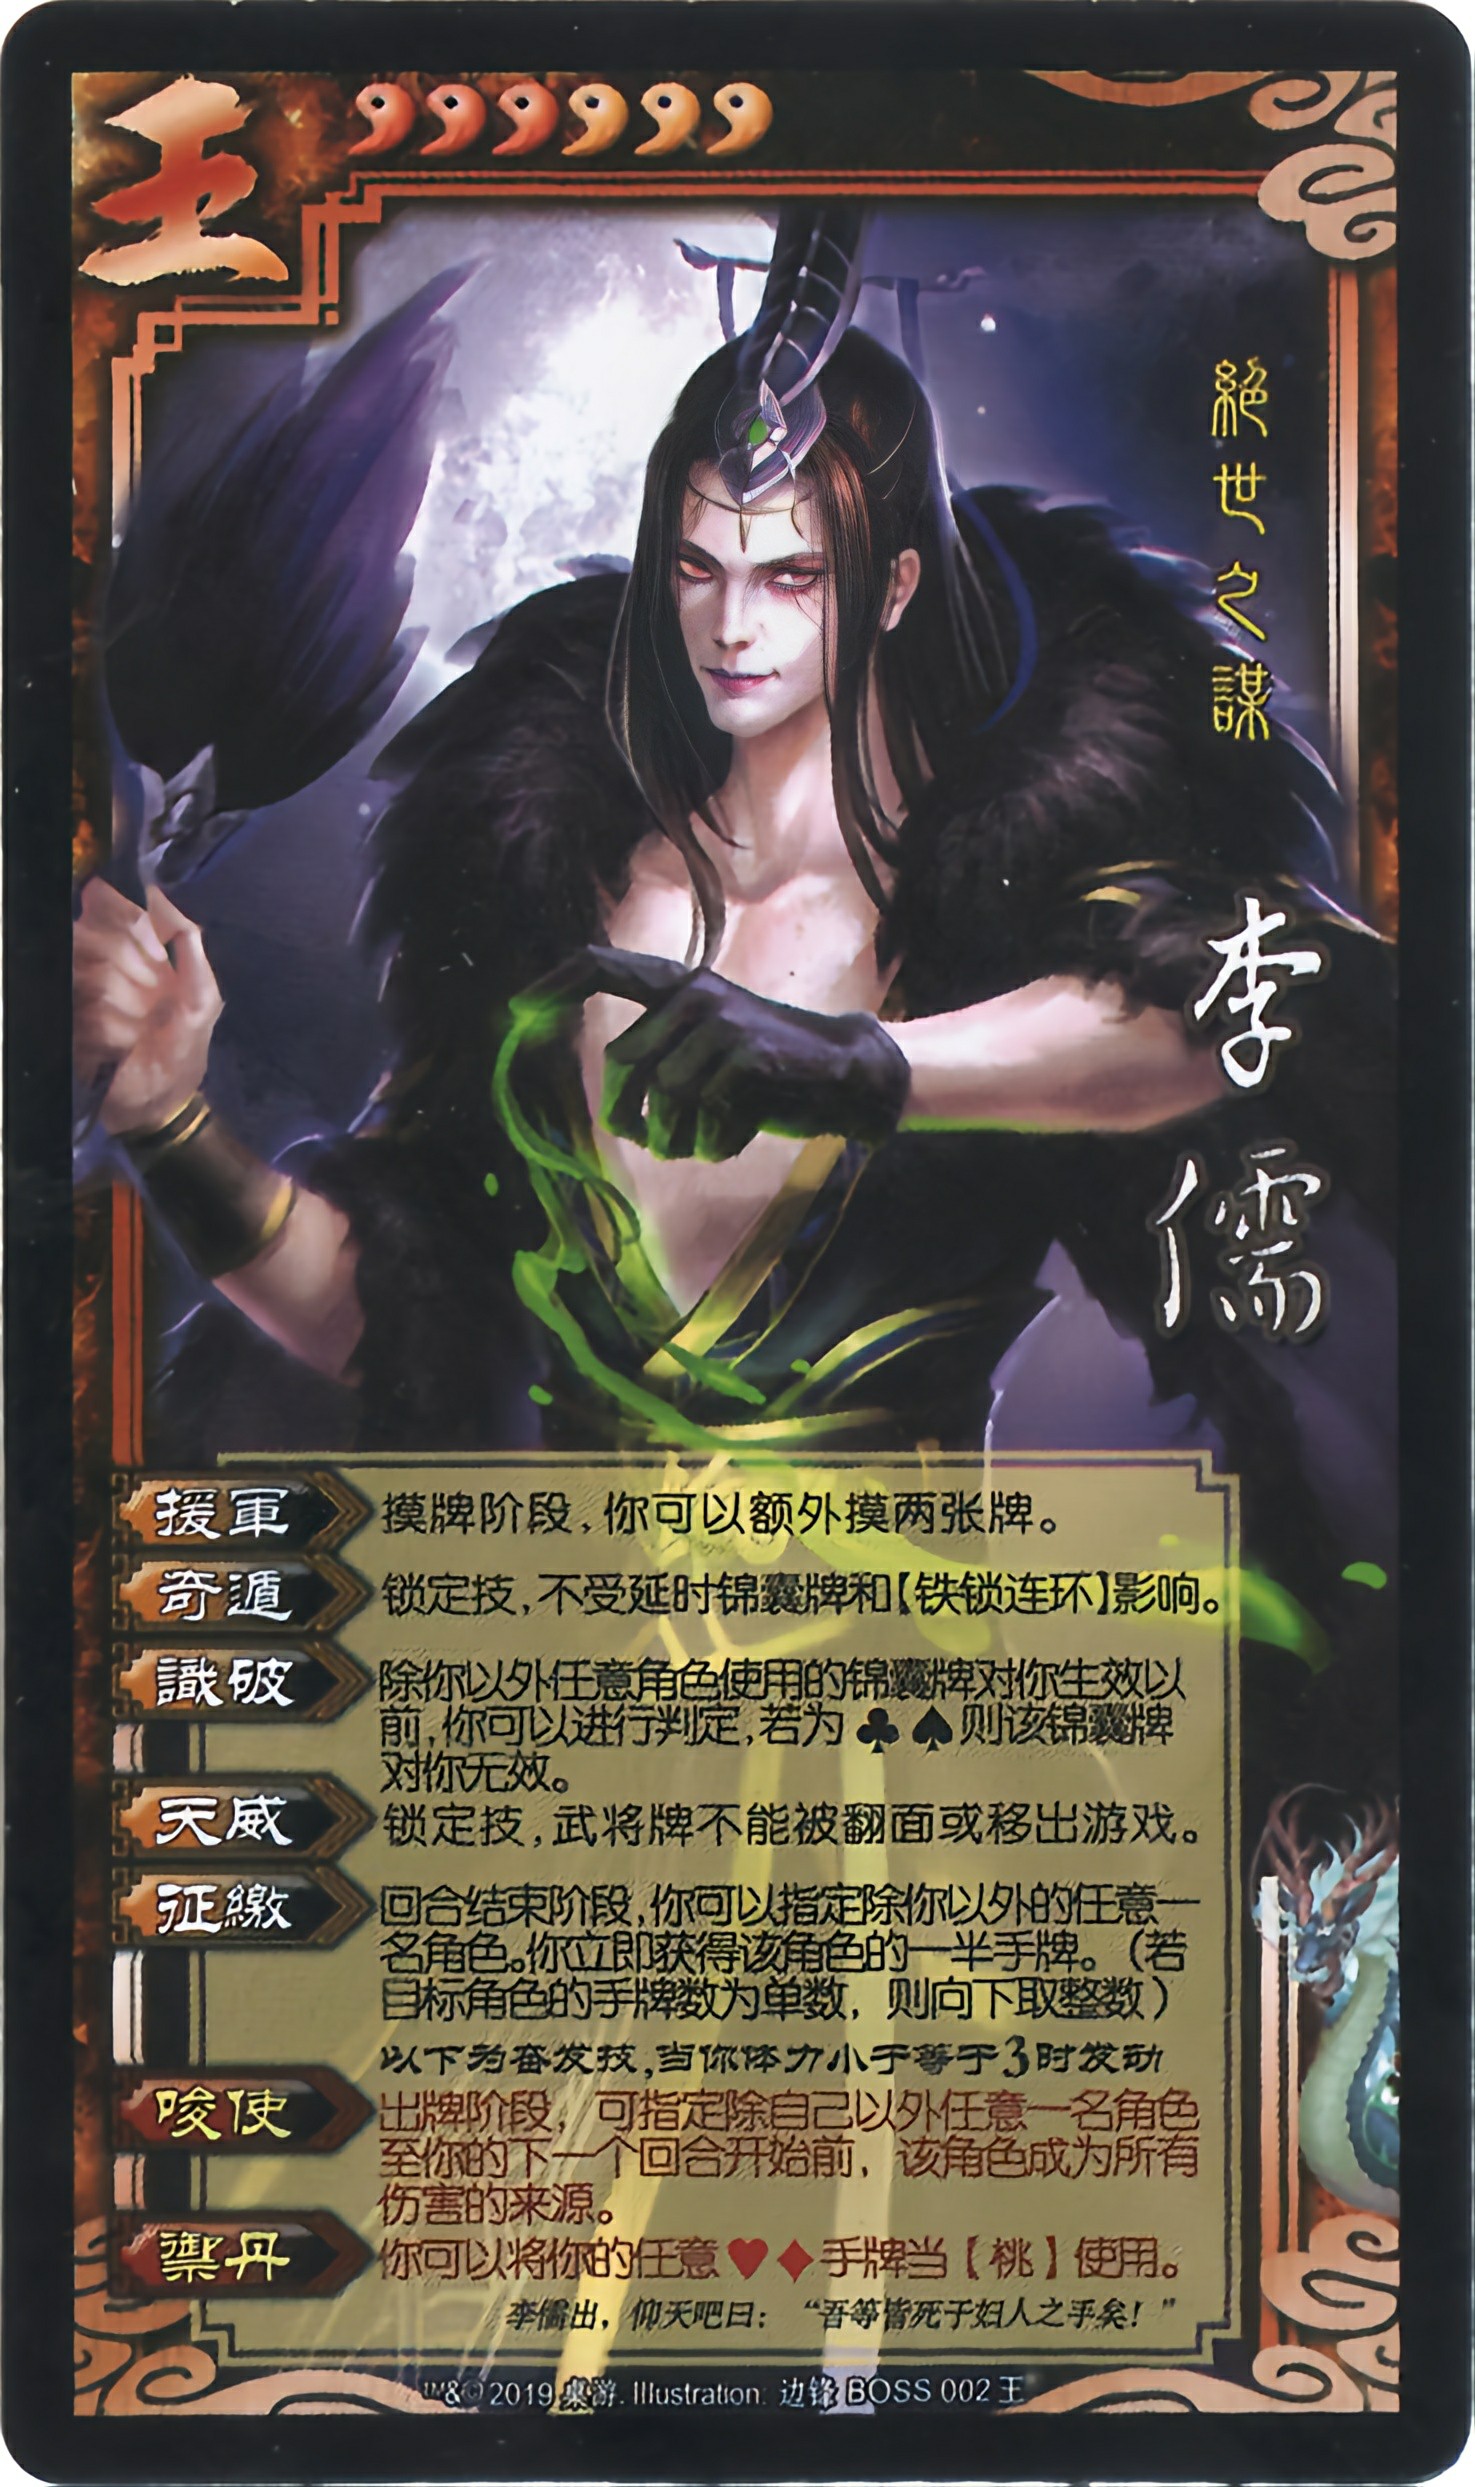 王
絕世之謀
李儒
援軍
摸牌阶段，你可以额外摸两张牌。
奇遁
锁定技，不受延时锦囊牌和【铁锁连环】影响。
識破
除你以外任意角色使用的锦囊牌对你生效以
前，你可以进行判定，若为♣♠则该锦囊牌
对你无效。
天威
锁定技，武将牌不能被翻面或移出游戏。
征繳
回合结束阶段，你可以指定除你以外的任意一
名角色。你立即获得该角色的一半手牌。（若
目标角色的手牌数为单数，则向下取整数）
以下为奋发技，当你体力小于等于3时发动
唆使
出牌阶段，可指定除自己以外任意一名角色
至你的下一个回合开始前，该角色成为所有
伤害的来源。
禦丹
你可以将你的任意♥♦手牌当【桃】使用。
李儒出，仰天吧曰：“吾等皆死于妇人之手矣！”
™&©2019 桌游. Illustration: 边锋 BOSS 002 王